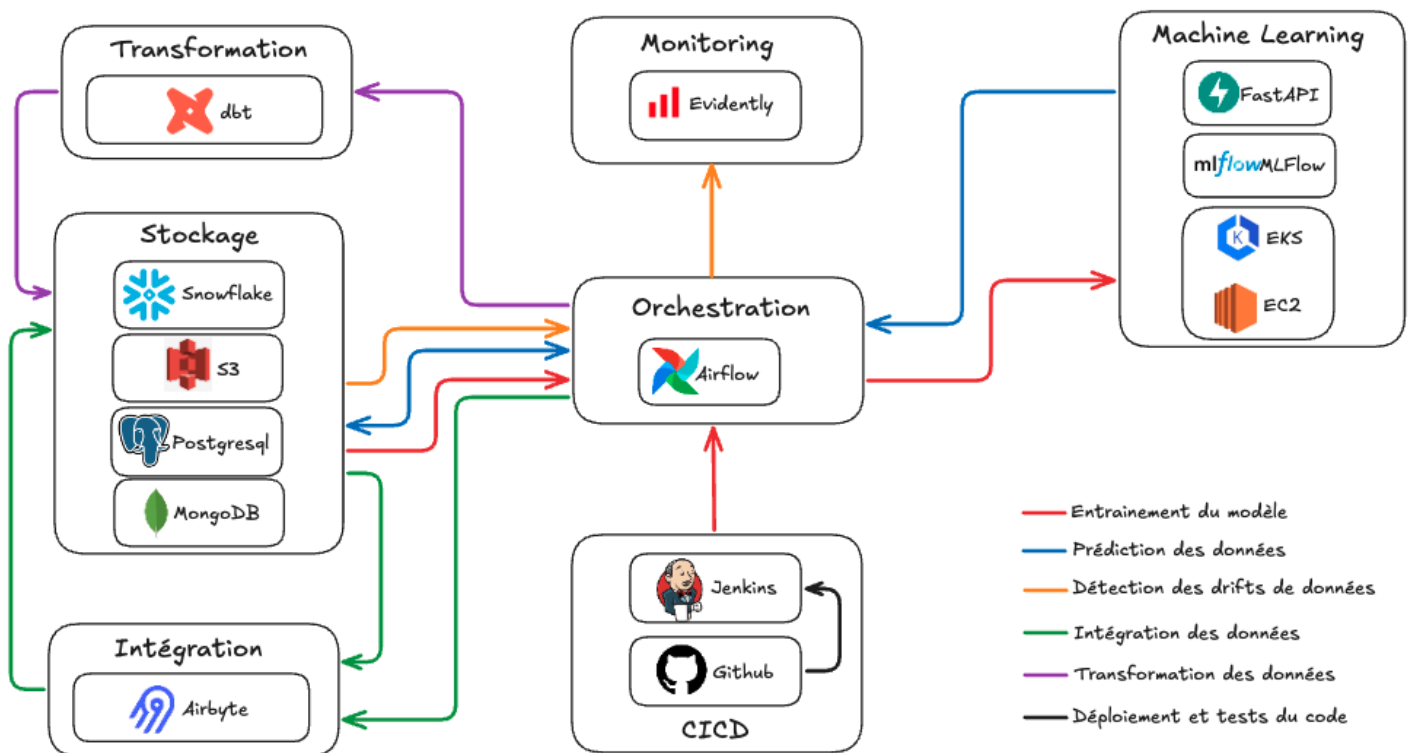 Transformation
dbt
Monitoring
Evidently
Machine Learning
FastAPI
mlflow MLFlow
K
EKS
EC2
Stockage
Snowflake
S3
Postgresql
MongoDB
Orchestration
Airflow
Intégration
Airbyte
Jenkins
Github
CICD
Entrainement du modèle
Prédiction des données
Détection des drifts de données
Intégration des données
Transformation des données
Déploiement et tests du code